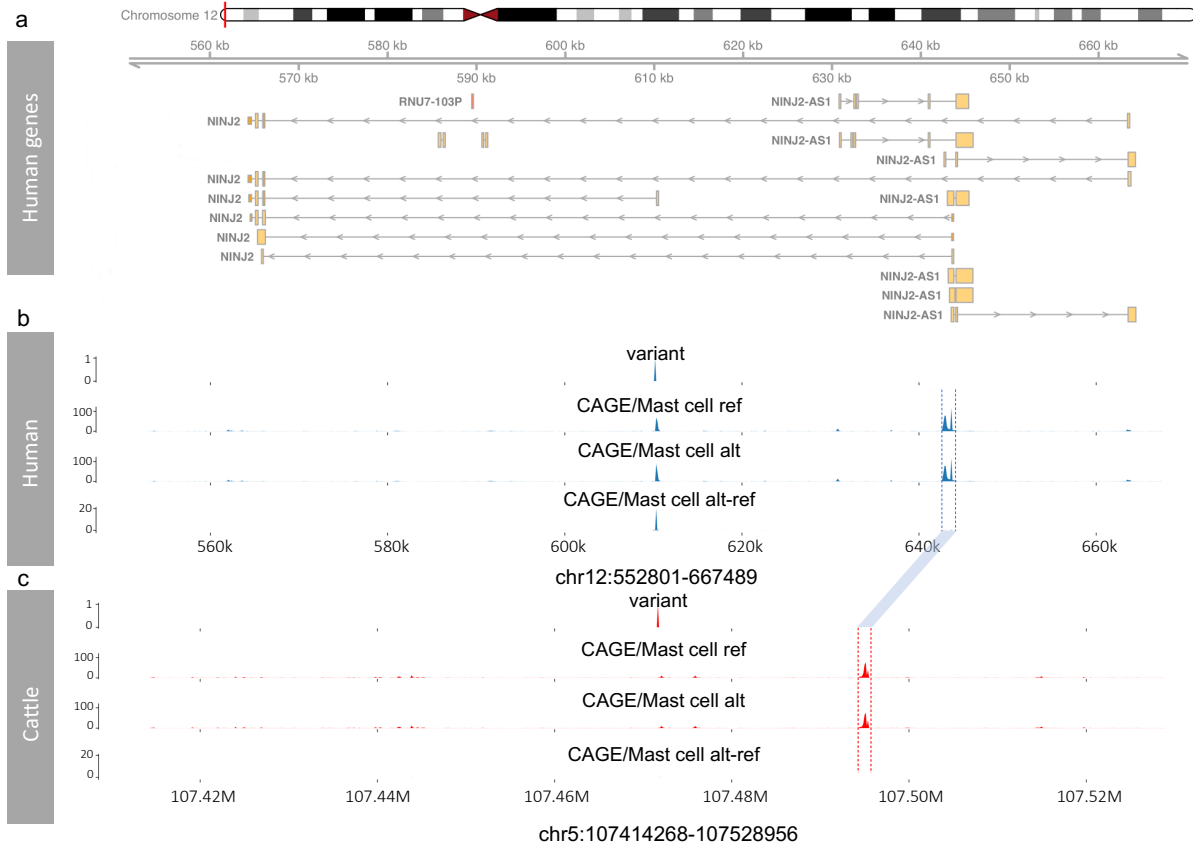 a
Chromosome 12
Human genes
560 kb 580 kb 600 kb 620 kb 640 kb 660 kb
570 kb 590 kb 610 kb 630 kb 650 kb
RNU7-103P NINJ2-AS1
NINJ2
NINJ2-AS1
NINJ2-AS1
NINJ2
NINJ2 NINJ2-AS1
NINJ2
NINJ2
NINJ2
NINJ2-AS1
NINJ2-AS1
NINJ2-AS1
b
Human
variant
1
0
CAGE/Mast cell ref
100
0
CAGE/Mast cell alt
100
0
CAGE/Mast cell alt-ref
20
0
560k 580k 600k 620k 640k 660k
chr12:552801-667489
c
Cattle
variant
1
0
CAGE/Mast cell ref
100
0
CAGE/Mast cell alt
100
0
CAGE/Mast cell alt-ref
20
0
107.42M 107.44M 107.46M 107.48M 107.50M 107.52M
chr5:107414268-107528956